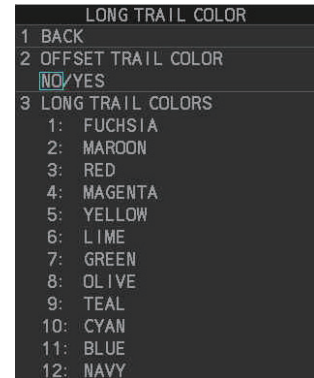 LONG TRAIL COLOR
1 BACK
2 OFFSET TRAIL COLOR
NO/YES
3 LONG TRAIL COLORS
1: FUCHSIA
2: MAROON
3: RED
4: MAGENTA
5: YELLOW
6: LIME
7: GREEN
8: OLIVE
9: TEAL
10: CYAN
11: BLUE
12: NAVY